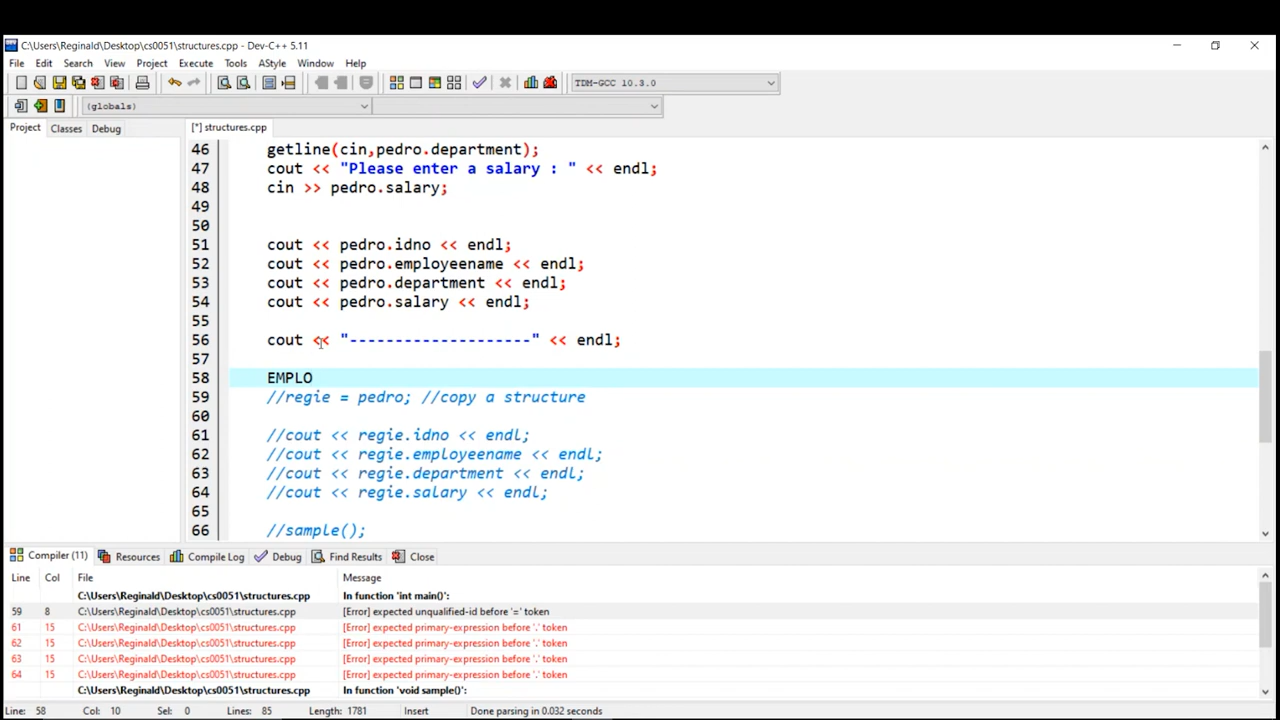 C:\Users\Reginald\Desktop\cs0051\structures.cpp - Dev-C++ 5.11
File Edit Search View Project Execute Tools AStyle Window Help
TDM-GCC 10.3.0
(globals)
Project Classes Debug [*] structures.cpp
46 getline(cin,pedro.department);
47 cout << "Please enter a salary : " << endl;
48 cin >> pedro.salary;
49
50
51 cout << pedro.idno << endl;
52 cout << pedro.employeename << endl;
53 cout << pedro.department << endl;
54 cout << pedro.salary << endl;
55
56 cout << "--------------------" << endl;
57
58 EMPLO
59 //regie = pedro; //copy a structure
60
61 //cout << regie.idno << endl;
62 //cout << regie.employeename << endl;
63 //cout << regie.department << endl;
64 //cout << regie.salary << endl;
65
66 //sample();
Compiler (11) Resources Compile Log Debug Find Results Close
Line Col File Message
C:\Users\Reginald\Desktop\cs0051\structures.cpp In function 'int main()':
59 8 C:\Users\Reginald\Desktop\cs0051\structures.cpp [Error] expected unqualified-id before '=' token
61 15 C:\Users\Reginald\Desktop\cs0051\structures.cpp [Error] expected primary-expression before '.' token
62 15 C:\Users\Reginald\Desktop\cs0051\structures.cpp [Error] expected primary-expression before '.' token
63 15 C:\Users\Reginald\Desktop\cs0051\structures.cpp [Error] expected primary-expression before '.' token
64 15 C:\Users\Reginald\Desktop\cs0051\structures.cpp [Error] expected primary-expression before '.' token
C:\Users\Reginald\Desktop\cs0051\structures.cpp In function 'void sample()':
Line: 58 Col: 10 Sel: 0 Lines: 85 Length: 1781 Insert Done parsing in 0.032 seconds